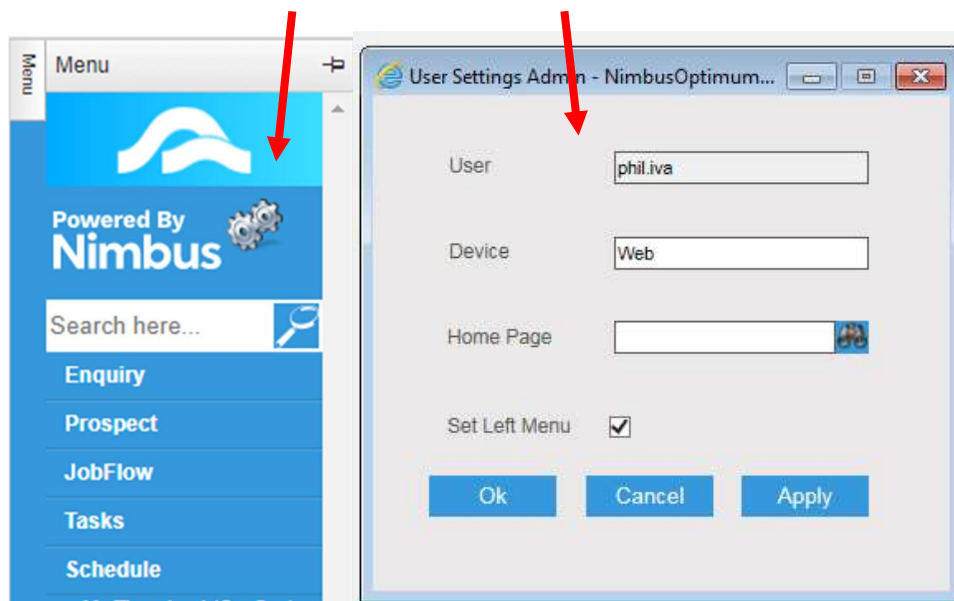 Menu
Menu
Powered By
Nimbus
Search here...
Enquiry
Prospect
JobFlow
Tasks
Schedule
User Settings Admin - NimbusOptimum...
User
phil.iva
Device
Web
Home Page
Set Left Menu
Ok
Cancel
Apply